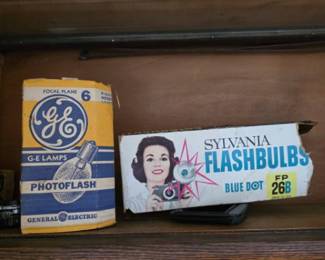 FOCAL PLANE 6
GE
G-E LAMPS
PHOTOFLASH
GENERAL ELECTRIC
SYLVANIA
FLASHBULBS
BLUE DOT
FP
26B